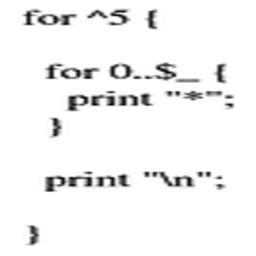 for ^5 {
for 0..$_ {
print "*";
}
print "\n";
}